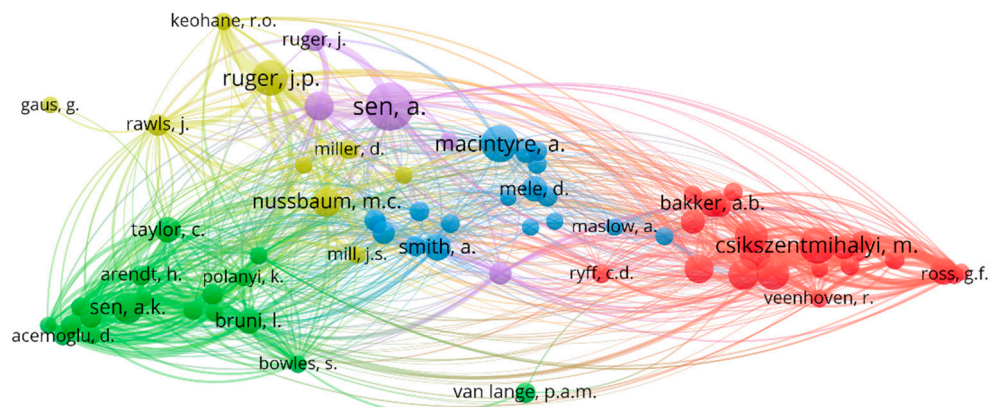 keohane, r.o.
ruger, j.
ruger, j.p.
gaus, g.
sen, a.
rawls, j.
miller, d.
macintyre, a.
mele, d.
nussbaum, m.c.
bakker, a.b.
taylor, c.
maslow, a.
mill, j.s.
smith, a.
csikszentmihalyi, m.
arendt, h.
polanyi, k.
ryff, c.d.
ross, g.f.
veenhoven, r.
sen, a.k.
bruni, l.
acemoglu, d.
bowles, s.
van lange, p.a.m.